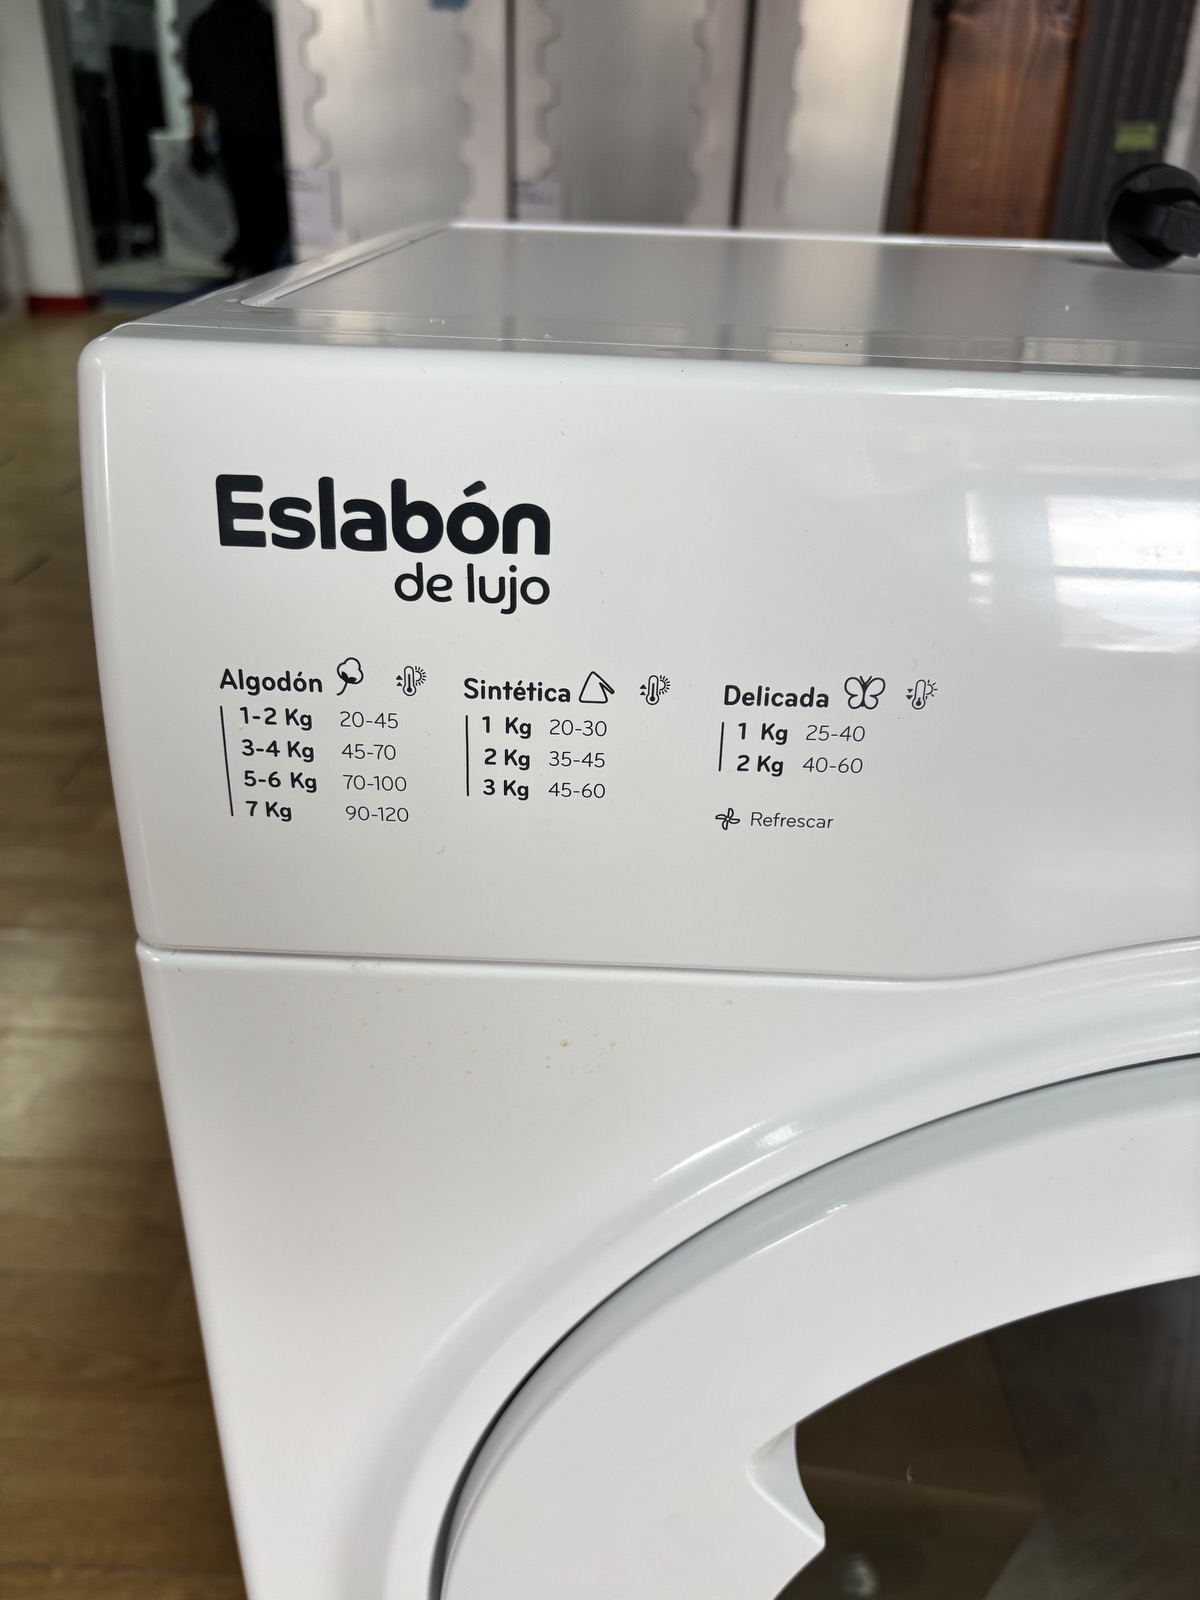 Eslabón
de lujo
Algodón
1-2 Kg 20-45
3-4 Kg 45-70
5-6 Kg 70-100
7 Kg 90-120
Sintética
1 Kg 20-30
2 Kg 35-45
3 Kg 45-60
Delicada
1 Kg 25-40
2 Kg 40-60
Refrescar